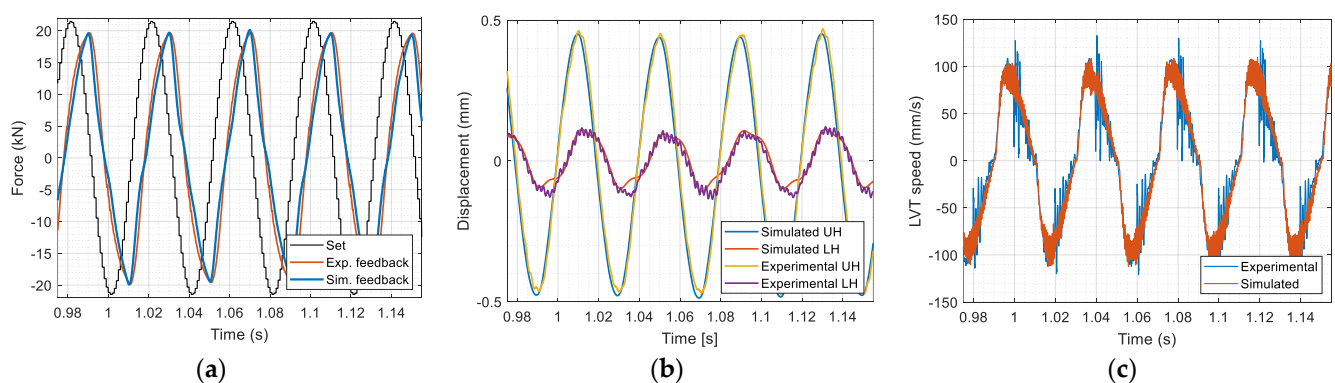 20
15
10
5
0
-5
-10
-15
-20
Force (kN)
Set
Exp. feedback
Sim. feedback
0.98 1 1.02 1.04 1.06 1.08 1.1 1.12 1.14
Time (s)
(a)
0.5
0
-0.5
Displacement (mm)
Simulated UH
Simulated LH
Experimental UH
Experimental LH
0.98 1 1.02 1.04 1.06 1.08 1.1 1.12 1.14
Time [s]
(b)
150
100
50
0
-50
-100
-150
LVT speed (mm/s)
Experimental
Simulated
0.98 1 1.02 1.04 1.06 1.08 1.1 1.12 1.14
Time (s)
(c)